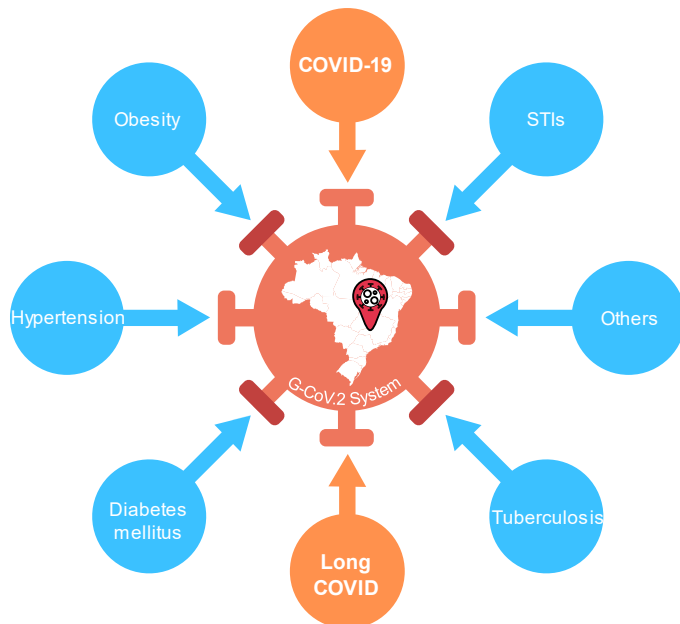 COVID-19
Obesity
STIs
Hypertension
Others
G-CoV.2 System
Diabetes
mellitus
Tuberculosis
Long
COVID